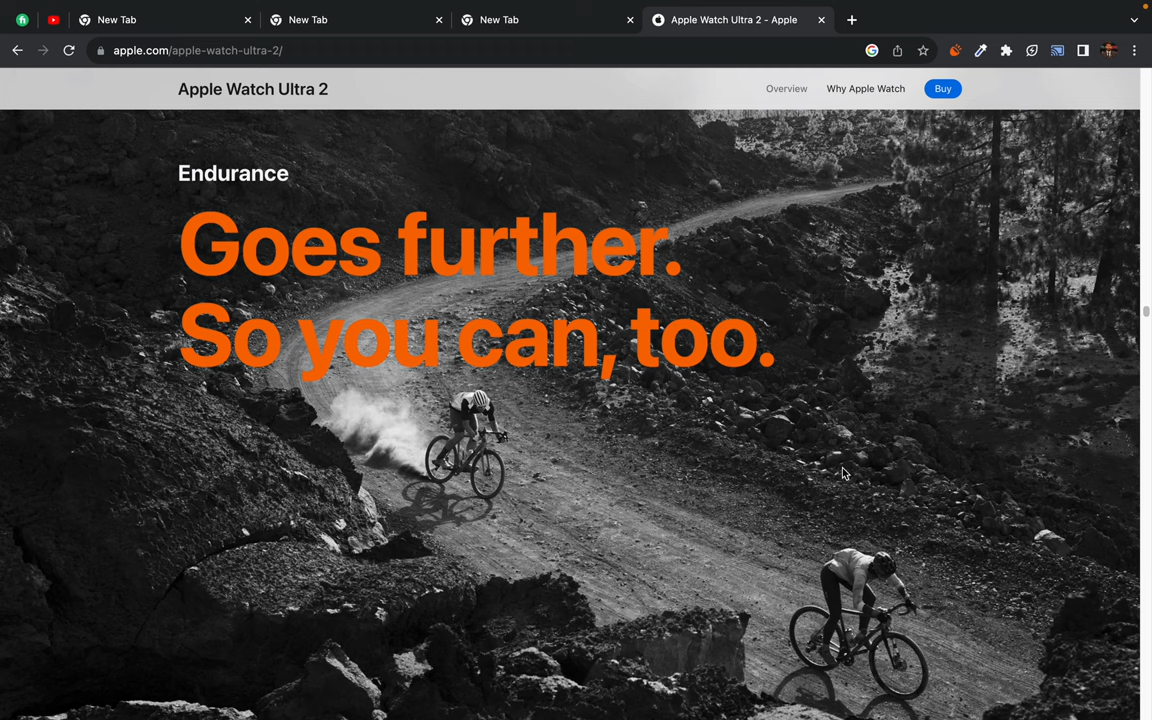 New Tab
New Tab
New Tab
Apple Watch Ultra 2 - Apple
apple.com/apple-watch-ultra-2/
Apple Watch Ultra 2
Overview
Why Apple Watch
Buy
Endurance
Goes further.
So you can, too.